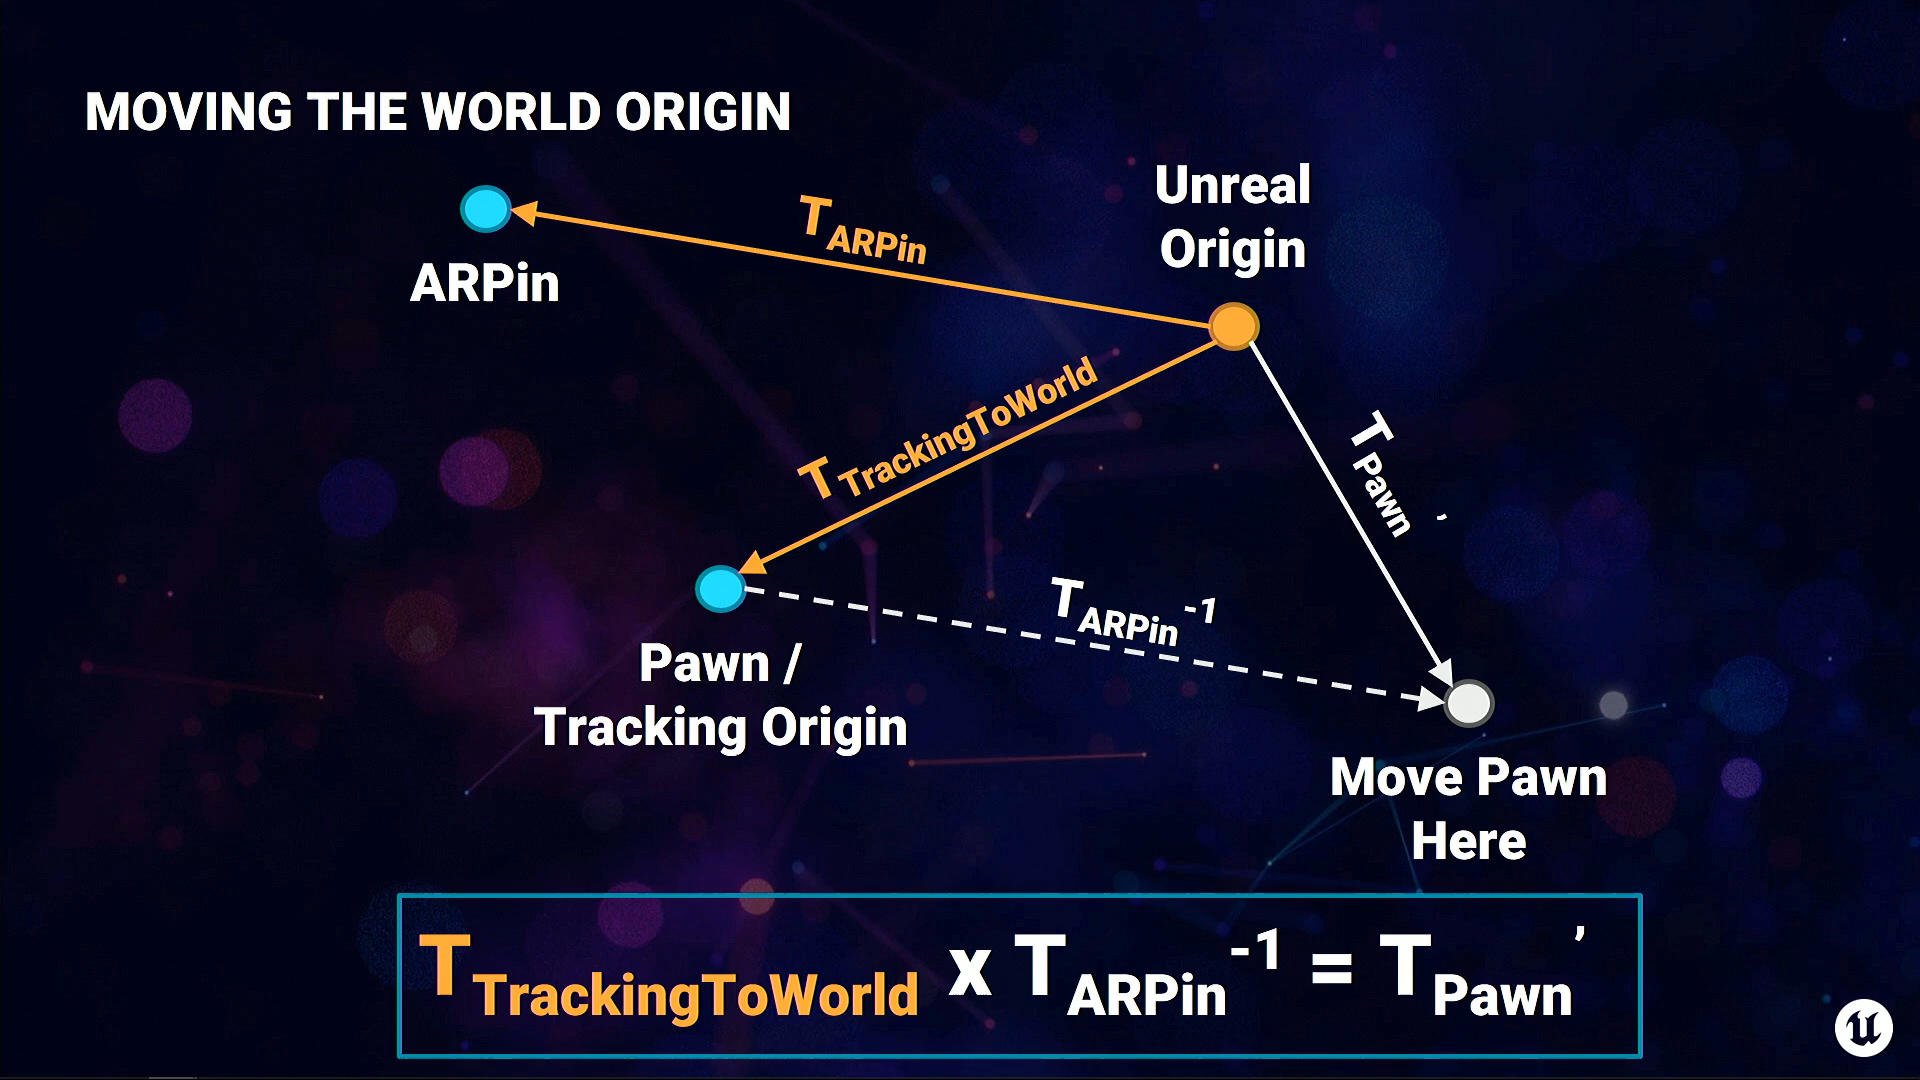 MOVING THE WORLD ORIGIN
Unreal
Origin
T ARPin
ARPin
T TrackingToWorld
T Pawn ’
T ARPin -1
Pawn /
Tracking Origin
Move Pawn
Here
T TrackingToWorld x T ARPin -1 = T Pawn ’